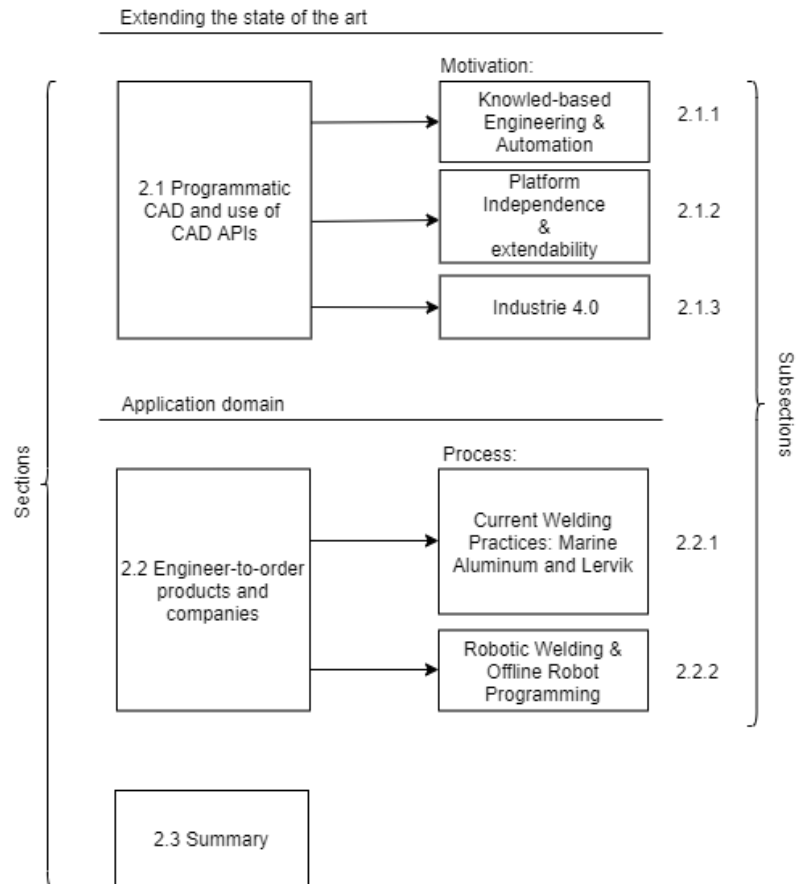 Extending the state of the art
Motivation:
2.1 Programmatic
CAD and use of
CAD APIs
Knowled-based
Engineering &
Automation
2.1.1
Platform
Independence
&
extendability
2.1.2
Industrie 4.0
2.1.3
Application domain
Process:
2.2 Engineer-to-order
products and
companies
Current Welding
Practices: Marine
Aluminum and Lervik
2.2.1
Robotic Welding &
Offline Robot
Programming
2.2.2
2.3 Summary
Sections
Subsections